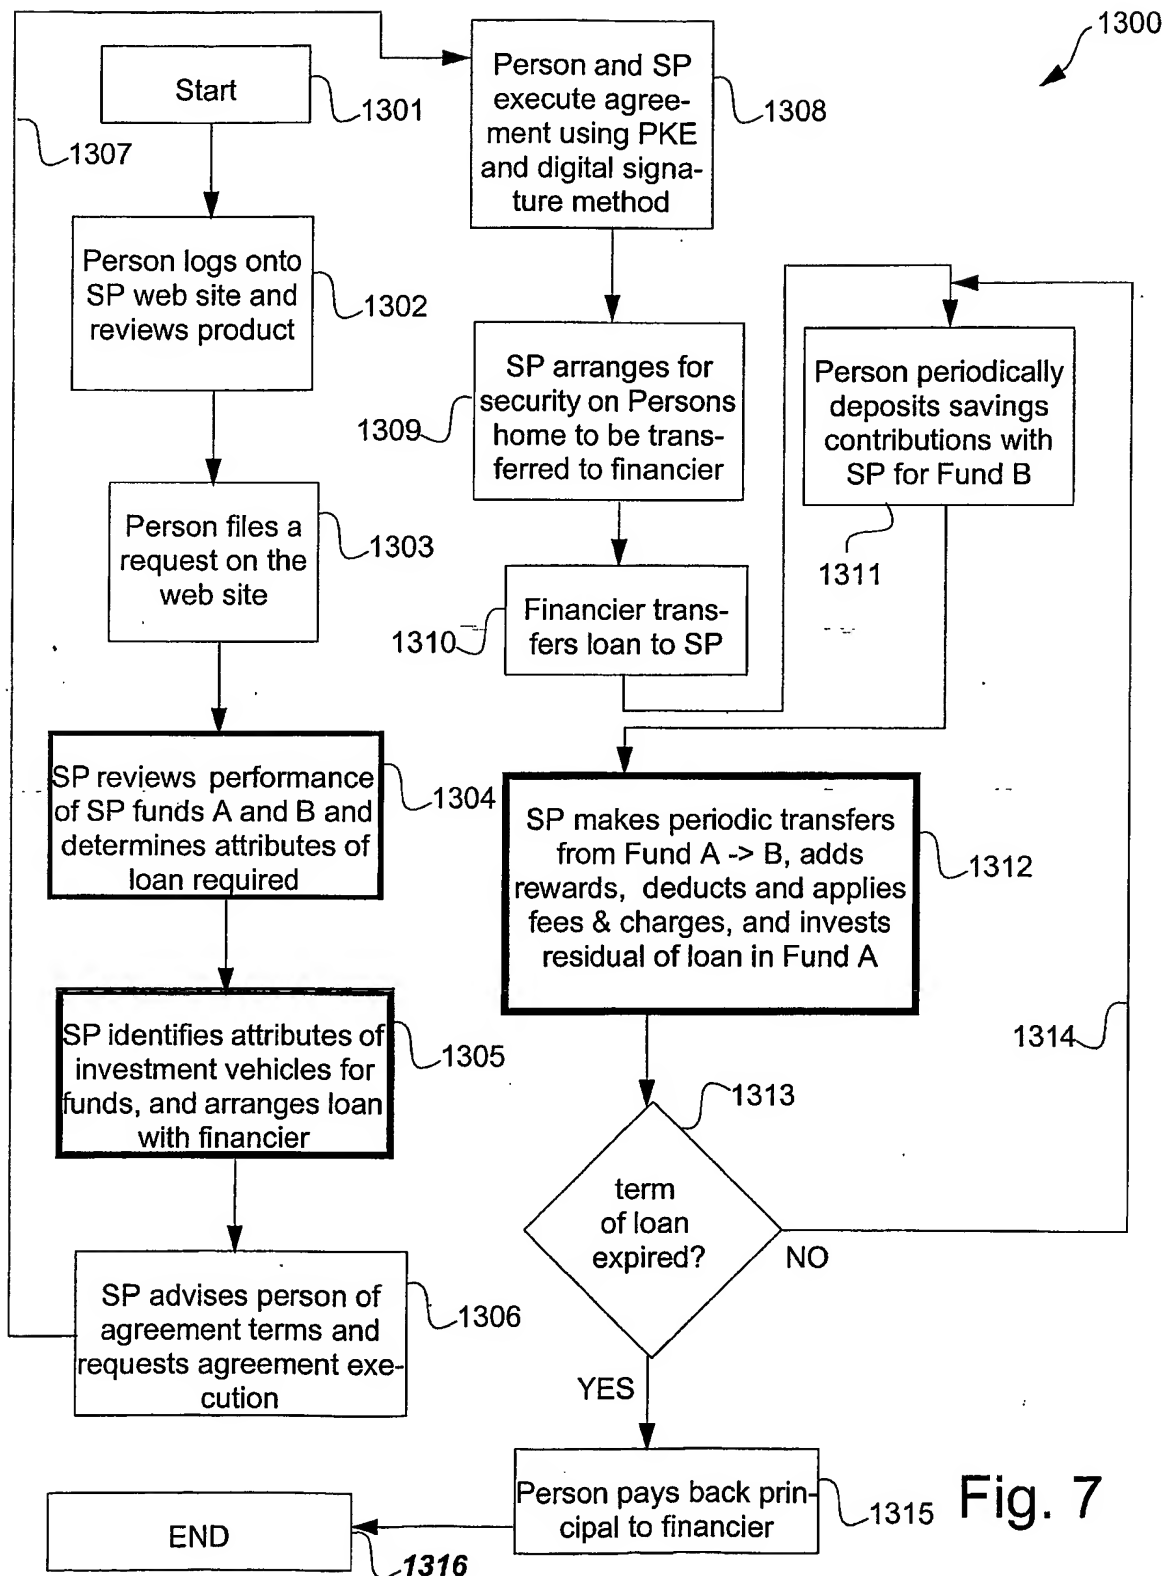 1300
Start
1301
1307
Person logs onto
SP web site and
reviews product
1302
Person files a
request on the
web site
1303
SP reviews performance
of SP funds A and B and
determines attributes of
loan required
1304
SP identifies attributes of
investment vehicles for
funds, and arranges loan
with financier
1305
SP advises person of
agreement terms and
requests agreement exe-
cution
1306
Person and SP
execute agree-
ment using PKE
and digital signa-
ture method
1308
SP arranges for
security on Persons
home to be trans-
ferred to financier
1309
Financier trans-
fers loan to SP
1310
Person periodically
deposits savings
contributions with
SP for Fund B
1311
SP makes periodic transfers
from Fund A -> B, adds
rewards, deducts and applies
fees & charges, and invests
residual of loan in Fund A
1312
term
of loan
expired?
1313
NO
1314
YES
Person pays back prin-
cipal to financier
1315
END
1316
Fig. 7